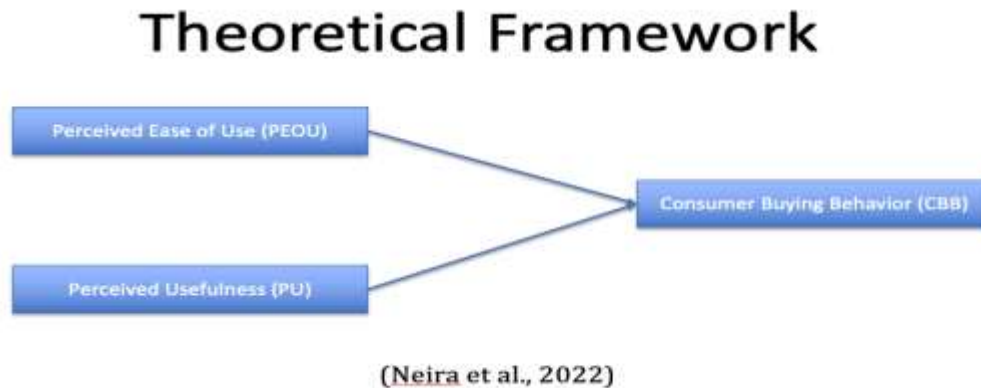 Theoretical Framework
Perceived Ease of Use (PEOU)
Consumer Buying Behavior (CBB)
Perceived Usefulness (PU)
(Neira et al., 2022)